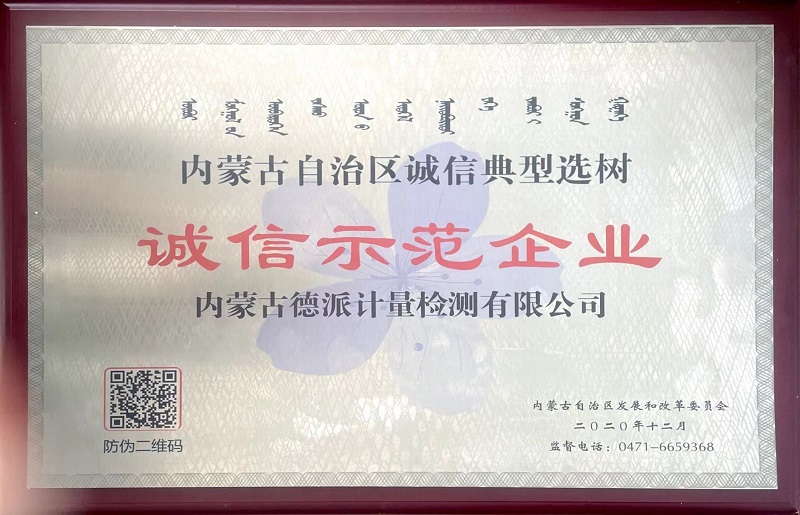 内蒙古自治区诚信典型选树
诚信示范企业
内蒙古德派计量检测有限公司
防伪二维码
内蒙古自治区发展和改革委员会
二〇二〇年十二月
监督电话：0471-6659368